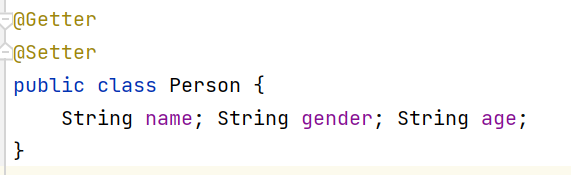 @Getter
@Setter
public class Person {
    String name; String gender; String age;
}